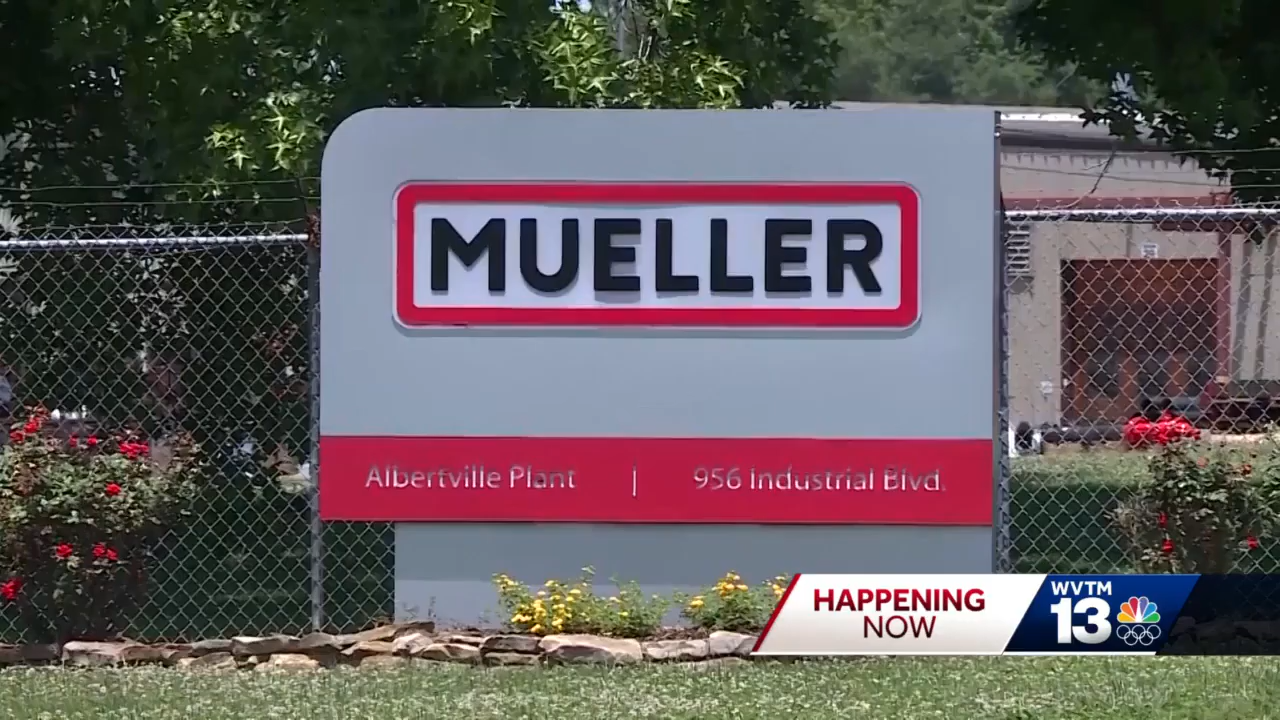 MUELLER
Albertville Plant | 956 Industrial Blvd.
HAPPENING
NOW
WVTM
13